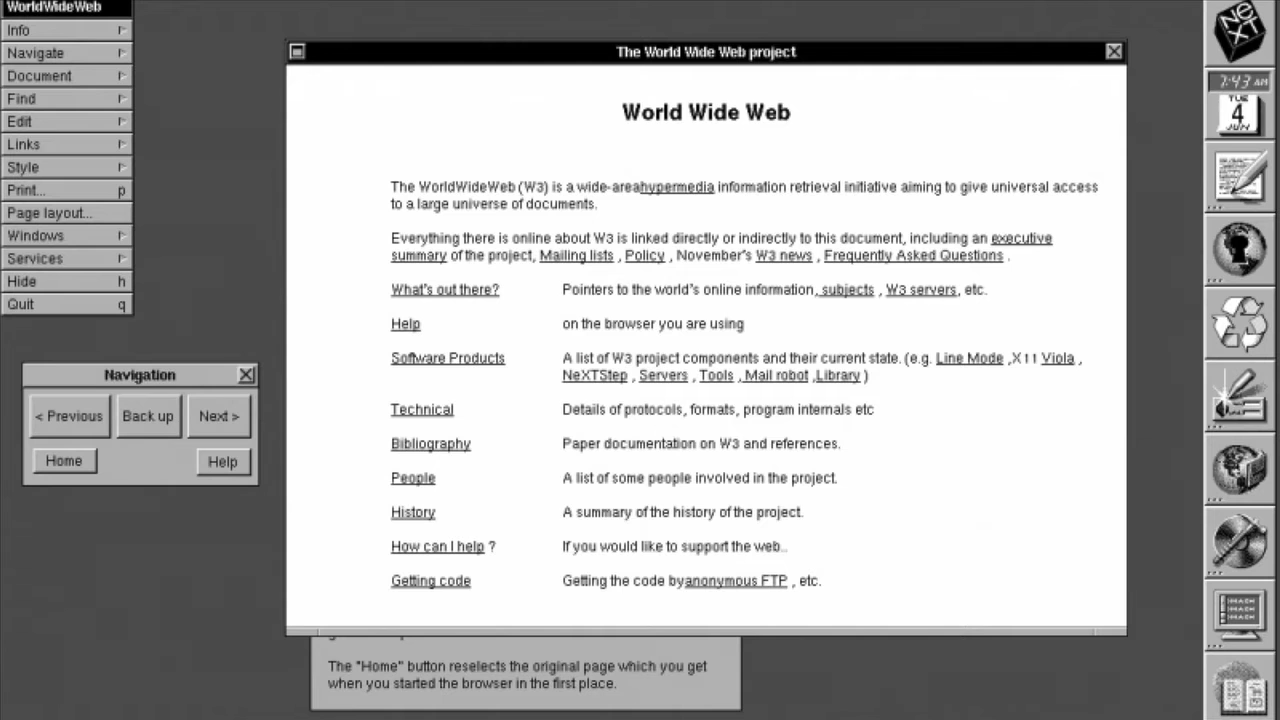 WorldWideWeb
Info
Navigate
Document
Find
Edit
Links
Style
Print... p
Page layout...
Windows
Services
Hide h
Quit q
Navigation
< Previous Back up Next >
Home Help
The World Wide Web project
World Wide Web
The WorldWideWeb (W3) is a wide-areahypermedia information retrieval initiative aiming to give universal access
to a large universe of documents.
Everything there is online about W3 is linked directly or indirectly to this document, including an executive
summary of the project, Mailing lists , Policy , November's W3 news , Frequently Asked Questions .
What's out there? Pointers to the world's online information, subjects , W3 servers, etc.
Help on the browser you are using
Software Products A list of W3 project components and their current state. (e.g. Line Mode ,X11 Viola ,
NeXTStep , Servers , Tools , Mail robot ,Library )
Technical Details of protocols, formats, program internals etc
Bibliography Paper documentation on W3 and references.
People A list of some people involved in the project.
History A summary of the history of the project.
How can I help ? If you would like to support the web..
Getting code Getting the code byanonymous FTP , etc.
The "Home" button reselects the original page which you get
when you started the browser in the first place.
NeXT
7:43 AM
TUE
4
JUN